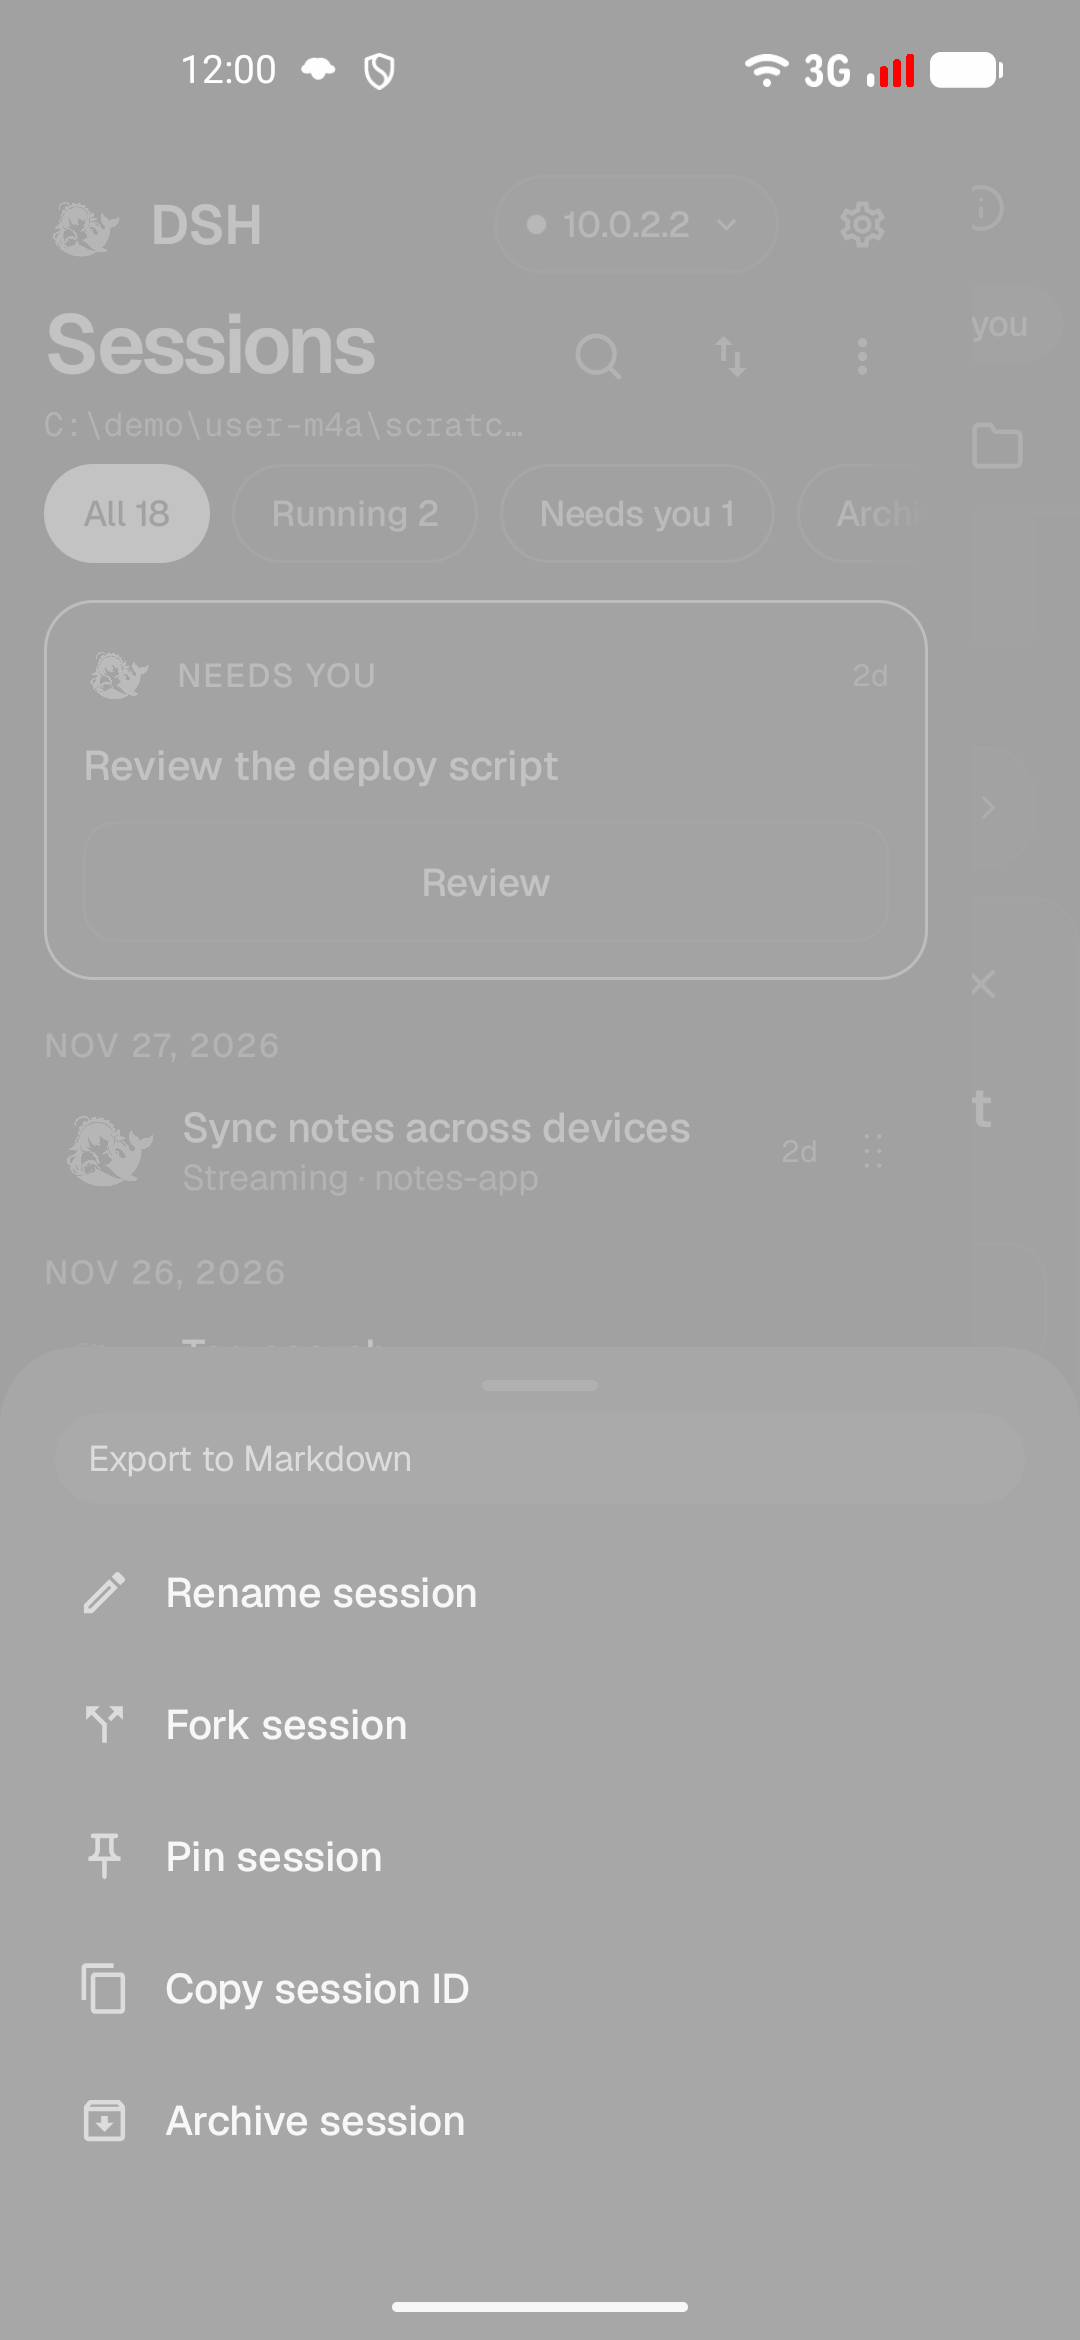 12:00
3G
DSH
10.0.2.2
Sessions
you
C:\demo\user-m4a\scratc…
All 18
Running 2
Needs you 1
Archi
NEEDS YOU
2d
Review the deploy script
Review
NOV 27, 2026
Sync notes across devices
t
2d
Streaming · notes-app
NOV 26, 2026
Export to Markdown
Rename session
Fork session
Pin session
Copy session ID
Archive session